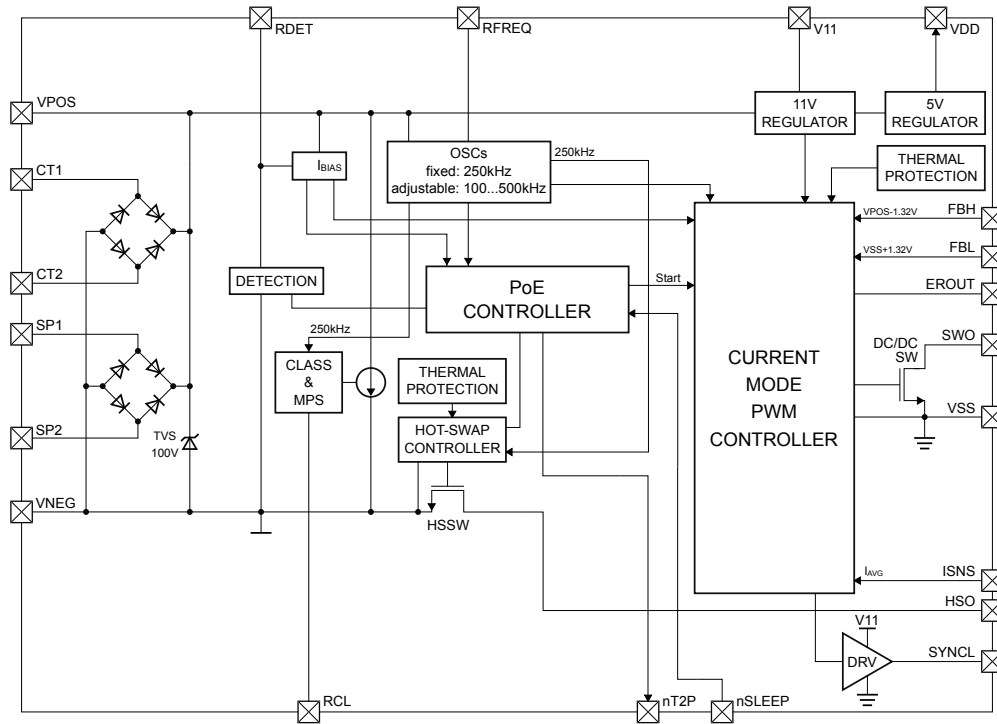 RDET
RFREQ
V11
VDD
VPOS
11V
REGULATOR
5V
REGULATOR
CT1
IBIAS
OSCs
fixed: 250kHz
adjustable: 100...500kHz
250kHz
THERMAL
PROTECTION
VPOS-1.32V
FBH
VSS+1.32V
FBL
CT2
DETECTION
PoE
CONTROLLER
Start
EROUT
SP1
250kHz
CLASS
&
MPS
THERMAL
PROTECTION
CURRENT
MODE
PWM
CONTROLLER
DC/DC
SW
SWO
SP2
TVS
100V
HOT-SWAP
CONTROLLER
VSS
VNEG
HSSW
IAVG
ISNS
HSO
V11
DRV
SYNCL
RCL
nT2P
nSLEEP